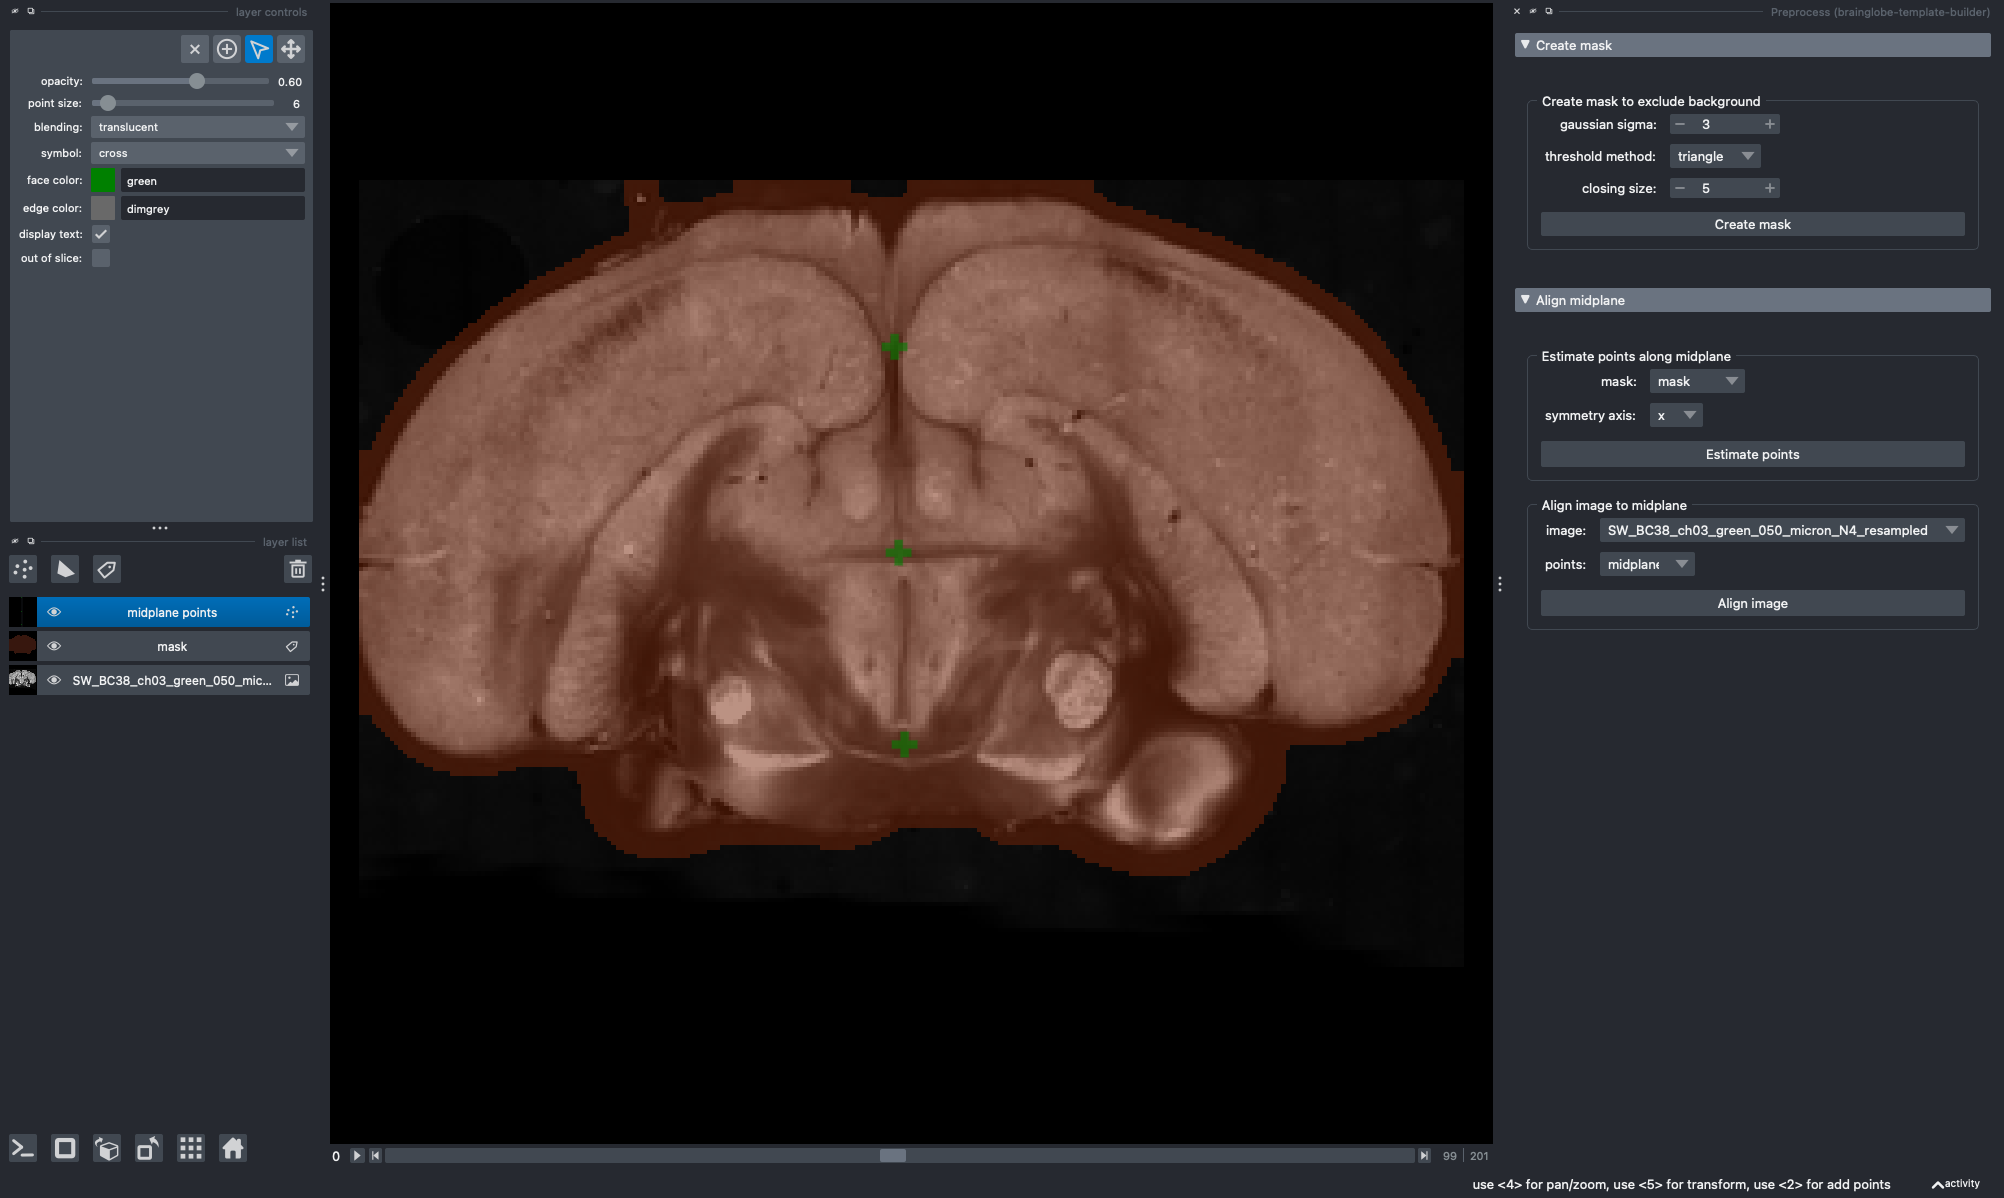 layer controls
opacity: 0.60
point size: 6
blending: translucent
symbol: cross
face color: green
edge color: dimgrey
display text:
out of slice:
layer list
midplane points
mask
SW_BC38_ch03_green_050_mic...
0 99 201
Preprocess (brainglobe-template-builder)
Create mask
Create mask to exclude background
gaussian sigma: 3
threshold method: triangle
closing size: 5
Create mask
Align midplane
Estimate points along midplane
mask: mask
symmetry axis: x
Estimate points
Align image to midplane
image: SW_BC38_ch03_green_050_micron_N4_resampled
points: midplane
Align image
use <4> for pan/zoom, use <5> for transform, use <2> for add points
activity